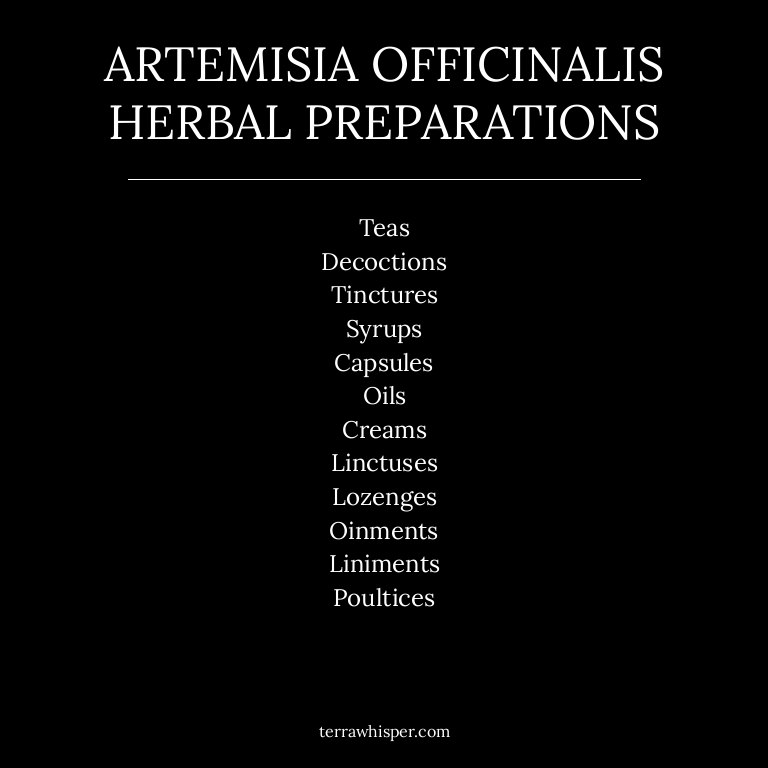 ARTEMISIA OFFICINALIS
HERBAL PREPARATIONS
Teas
Decoctions
Tinctures
Syrups
Capsules
Oils
Creams
Linctuses
Lozenges
Oinments
Liniments
Poultices
terrawhisper.com